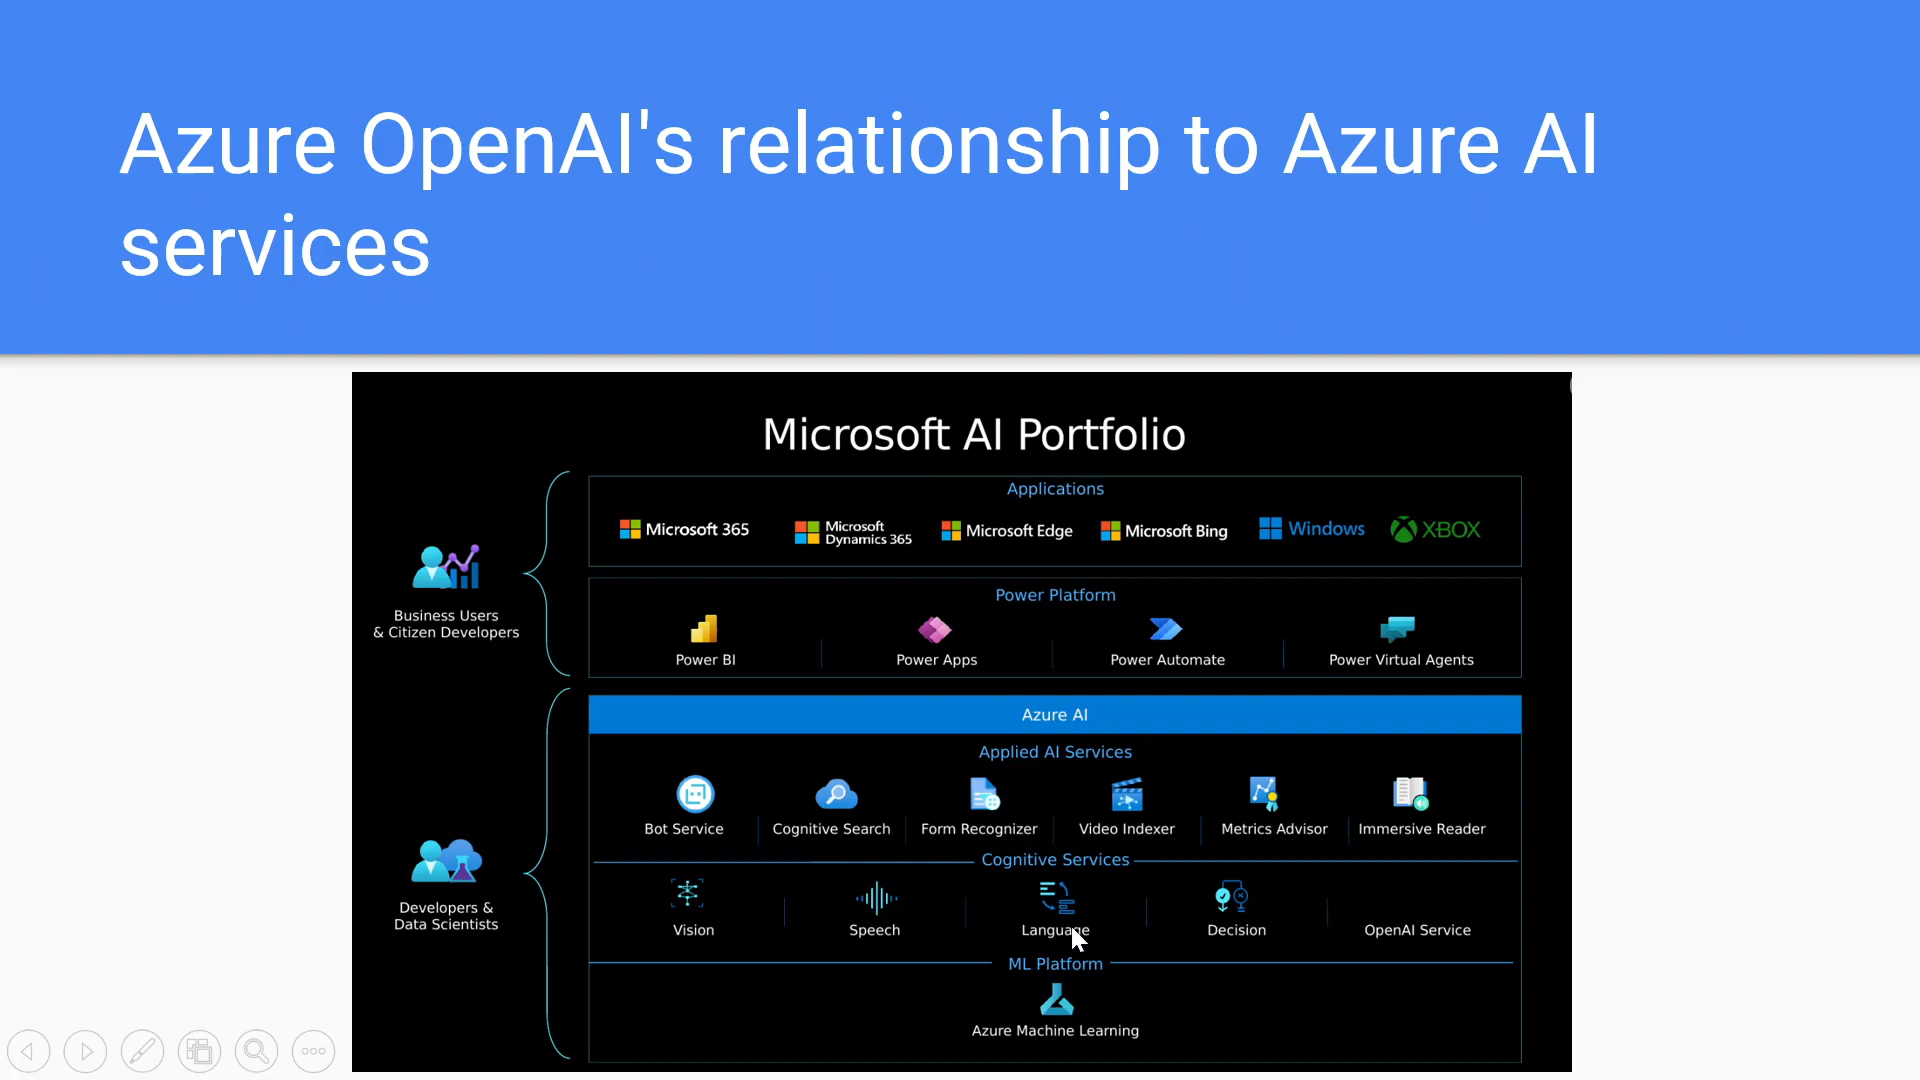 Azure OpenAI's relationship to Azure AI
services
Microsoft AI Portfolio
Applications
Microsoft 365
Microsoft
Dynamics 365
Microsoft Edge
Microsoft Bing
Windows
XBOX
Business Users
& Citizen Developers
Power Platform
Power BI
Power Apps
Power Automate
Power Virtual Agents
Azure AI
Applied AI Services
Bot Service
Cognitive Search
Form Recognizer
Video Indexer
Metrics Advisor
Immersive Reader
Developers &
Data Scientists
Cognitive Services
Vision
Speech
Language
Decision
OpenAI Service
ML Platform
Azure Machine Learning